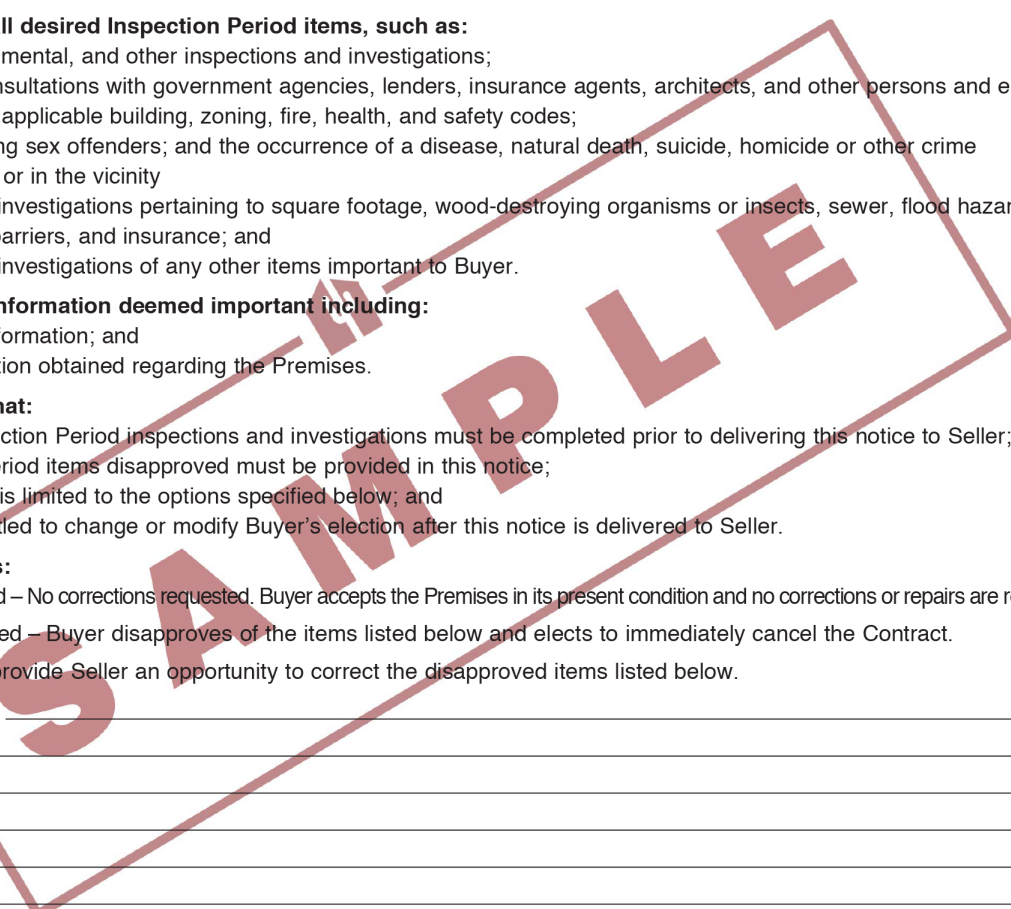 ll desired Inspection Period items, such as:
mental, and other inspections and investigations;
nsultations with government agencies, lenders, insurance agents, architects, and other persons and e
applicable building, zoning, fire, health, and safety codes;
ng sex offenders; and the occurrence of a disease, natural death, suicide, homicide or other crime
or in the vicinity
investigations pertaining to square footage, wood-destroying organisms or insects, sewer, flood hazar
barriers, and insurance; and
investigations of any other items important to Buyer.
nformation deemed important including:
formation; and
tion obtained regarding the Premises.
hat:
ction Period inspections and investigations must be completed prior to delivering this notice to Seller;
eriod items disapproved must be provided in this notice;
is limited to the options specified below; and
tled to change or modify Buyer’s election after this notice is delivered to Seller.
s:
d – No corrections requested. Buyer accepts the Premises in its present condition and no corrections or repairs are r
ed – Buyer disapproves of the items listed below and elects to immediately cancel the Contract.
provide Seller an opportunity to correct the disapproved items listed below.
SAMPLE